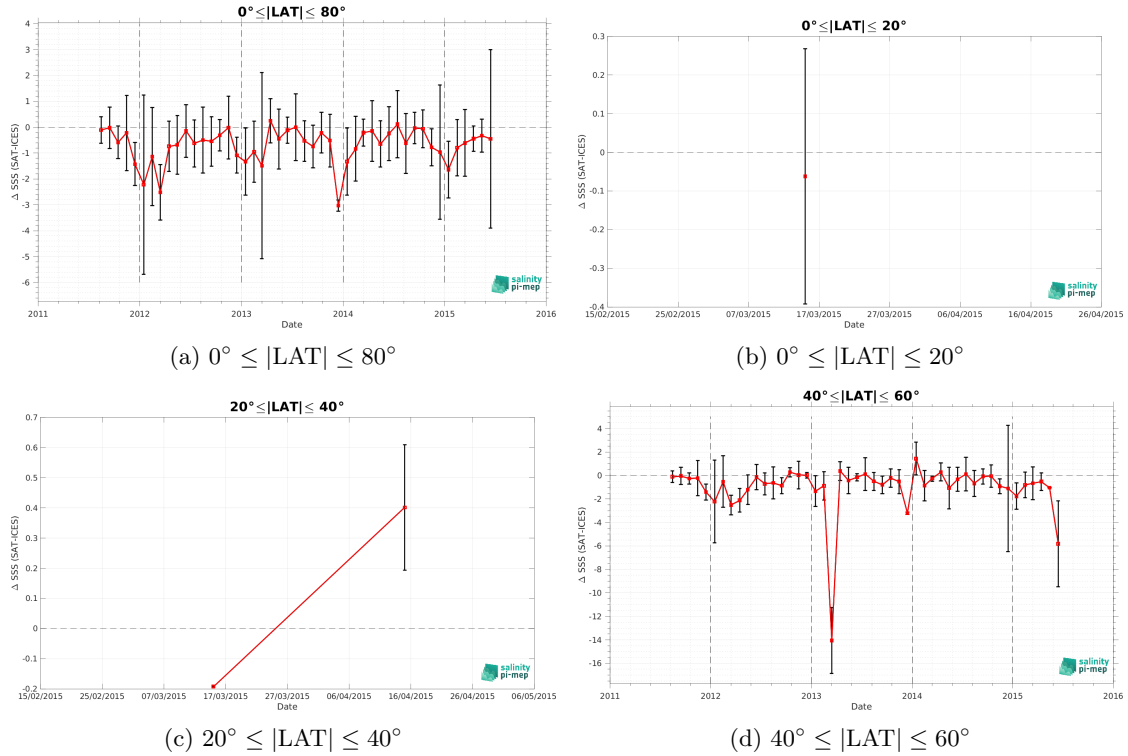 0°≤|LAT|≤ 80°
4
3
2
1
0
-1
-2
-3
-4
-5
-6
Δ SSS (SAT-ICES)
2011 2012 2013 2014 2015 2016
Date
salinity
pi-mep
(a) 0° ≤ |LAT| ≤ 80°
0°≤|LAT|≤ 20°
0.3
0.2
0.1
0
-0.1
-0.2
-0.3
-0.4
Δ SSS (SAT-ICES)
15/02/2015 25/02/2015 07/03/2015 17/03/2015 27/03/2015 06/04/2015 16/04/2015 26/04/2015
Date
salinity
pi-mep
(b) 0° ≤ |LAT| ≤ 20°
20°≤|LAT|≤ 40°
0.7
0.6
0.5
0.4
0.3
0.2
0.1
0
-0.1
-0.2
Δ SSS (SAT-ICES)
15/02/2015 25/02/2015 07/03/2015 17/03/2015 27/03/2015 06/04/2015 16/04/2015 26/04/2015 06/05/2015
Date
salinity
pi-mep
(c) 20° ≤ |LAT| ≤ 40°
40°≤|LAT|≤ 60°
4
2
0
-2
-4
-6
-8
-10
-12
-14
-16
Δ SSS (SAT-ICES)
2011 2012 2013 2014 2015 2016
Date
salinity
pi-mep
(d) 40° ≤ |LAT| ≤ 60°